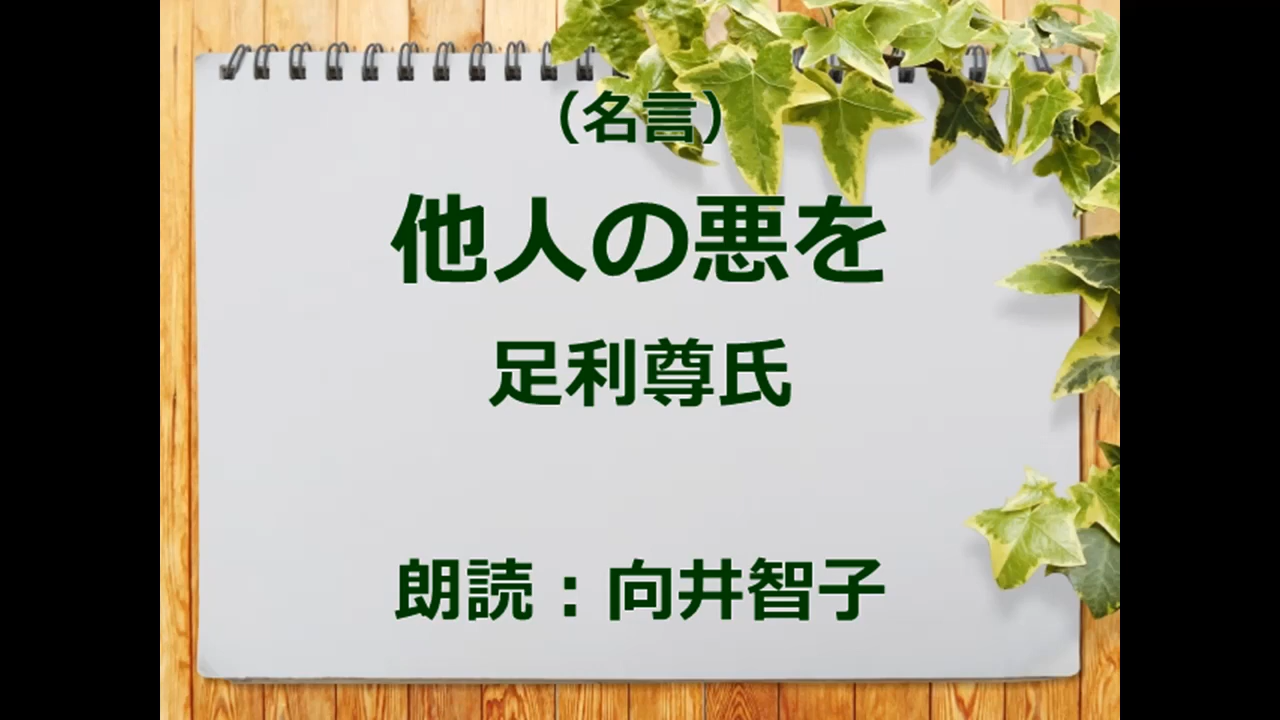 （名言）
他人の悪を
足利尊氏
朗読：向井智子